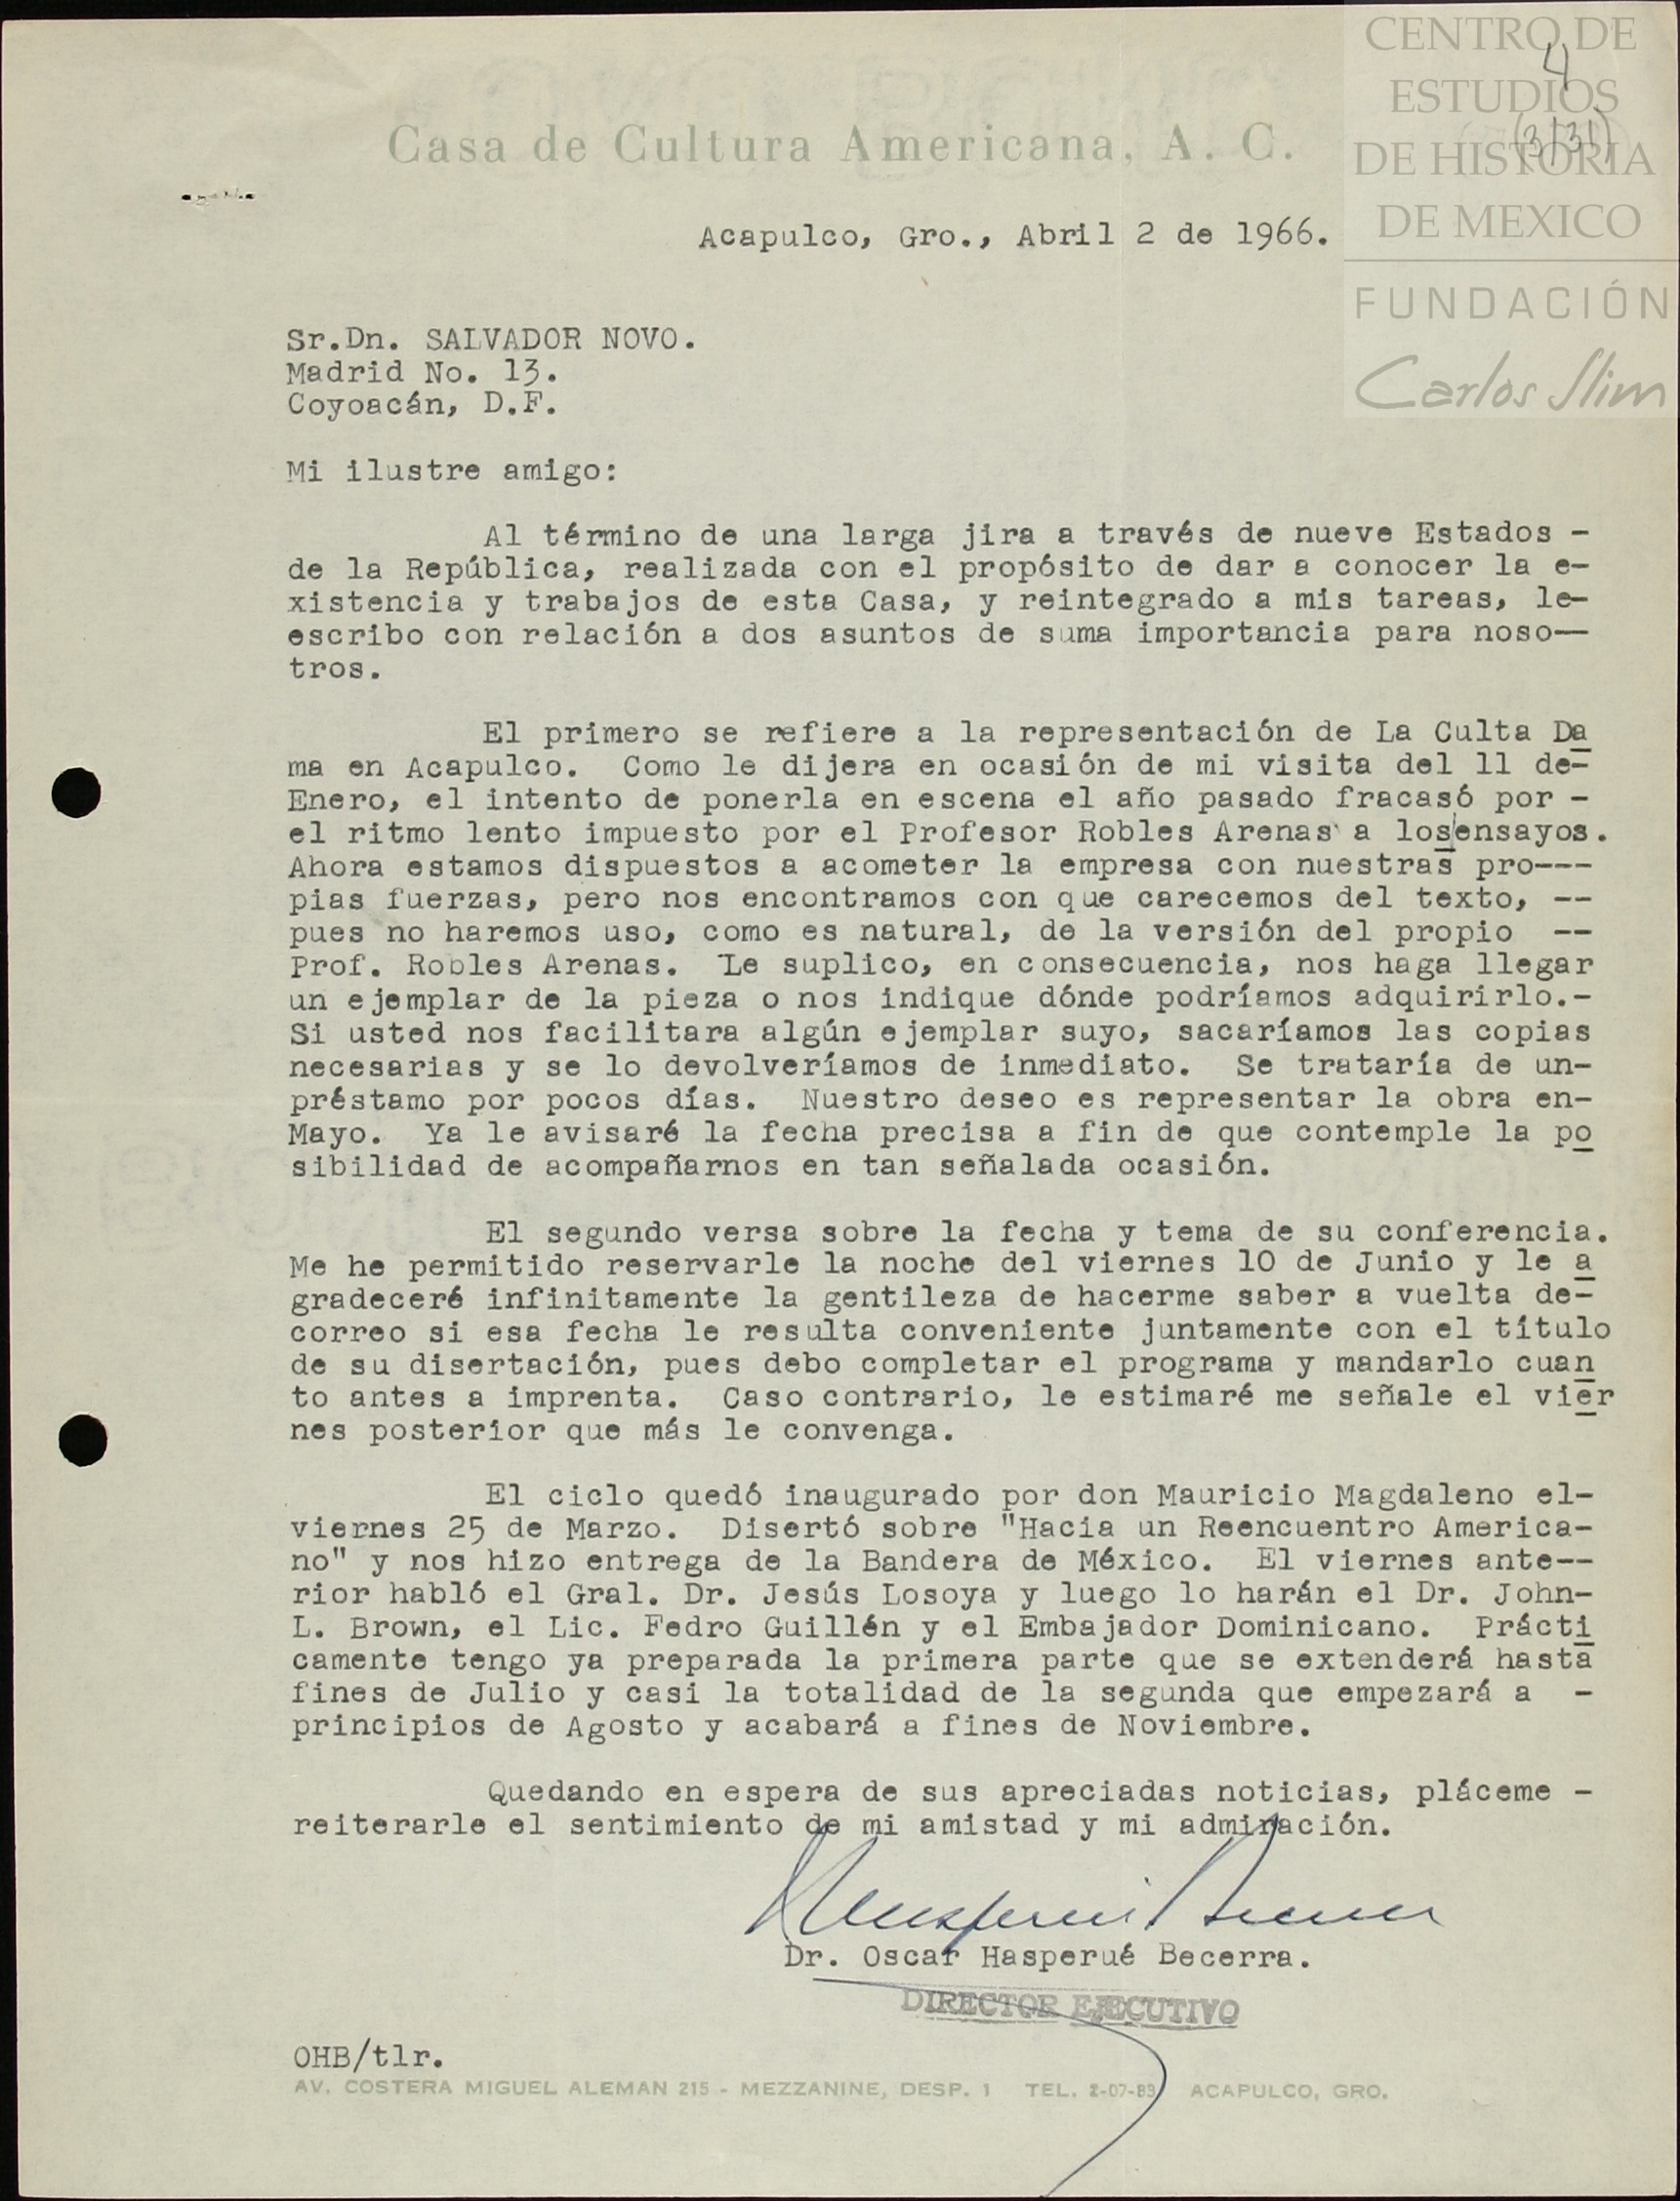 CENTRO DE
ESTUDIOS
DE HISTORIA
DE MEXICO
FUNDACIÓN
Carlos Slim
4
(3/31)
Casa de Cultura Americana, A. C.
Acapulco, Gro., Abril 2 de 1966.
Sr.Dn. SALVADOR NOVO.
Madrid No. 13.
Coyoacán, D.F.
Mi ilustre amigo:
Al término de una larga jira a través de nueve Estados -
de la República, realizada con el propósito de dar a conocer la e-
xistencia y trabajos de esta Casa, y reintegrado a mis tareas, le-
escribo con relación a dos asuntos de suma importancia para noso--
tros.
El primero se refiere a la representación de La Culta Da
ma en Acapulco. Como le dijera en ocasión de mi visita del 11 de-
Enero, el intento de ponerla en escena el año pasado fracasó por -
el ritmo lento impuesto por el Profesor Robles Arenas a los|ensayos.
Ahora estamos dispuestos a acometer la empresa con nuestras pro---
pias fuerzas, pero nos encontramos con que carecemos del texto, --
pues no haremos uso, como es natural, de la versión del propio --
Prof. Robles Arenas. Le suplico, en consecuencia, nos haga llegar
un ejemplar de la pieza o nos indique dónde podríamos adquirirlo.-
Si usted nos facilitara algún ejemplar suyo, sacaríamos las copias
necesarias y se lo devolveríamos de inmediato. Se trataría de un-
préstamo por pocos días. Nuestro deseo es representar la obra en-
Mayo. Ya le avisaré la fecha precisa a fin de que contemple la po
sibilidad de acompañarnos en tan señalada ocasión.
El segundo versa sobre la fecha y tema de su conferencia.
Me he permitido reservarle la noche del viernes 10 de Junio y le a
gradeceré infinitamente la gentileza de hacerme saber a vuelta de-
correo si esa fecha le resulta conveniente juntamente con el título
de su disertación, pues debo completar el programa y mandarlo cuan
to antes a imprenta. Caso contrario, le estimaré me señale el vier
nes posterior que más le convenga.
El ciclo quedó inaugurado por don Mauricio Magdaleno el-
viernes 25 de Marzo. Disertó sobre "Hacia un Reencuentro America-
no" y nos hizo entrega de la Bandera de México. El viernes ante--
rior habló el Gral. Dr. Jesús Losoya y luego lo harán el Dr. John-
L. Brown, el Lic. Fedro Guillén y el Embajador Dominicano. Prácti
camente tengo ya preparada la primera parte que se extenderá hasta
fines de Julio y casi la totalidad de la segunda que empezará a -
principios de Agosto y acabará a fines de Noviembre.
Quedando en espera de sus apreciadas noticias, pláceme -
reiterarle el sentimiento de mi amistad y mi admiración.
Hasperué Becerra
Dr. Oscar Hasperué Becerra.
DIRECTOR EJECUTIVO
OHB/tlr.
AV. COSTERA MIGUEL ALEMAN 215 - MEZZANINE, DESP. 1 TEL. 2-07-89 ACAPULCO, GRO.